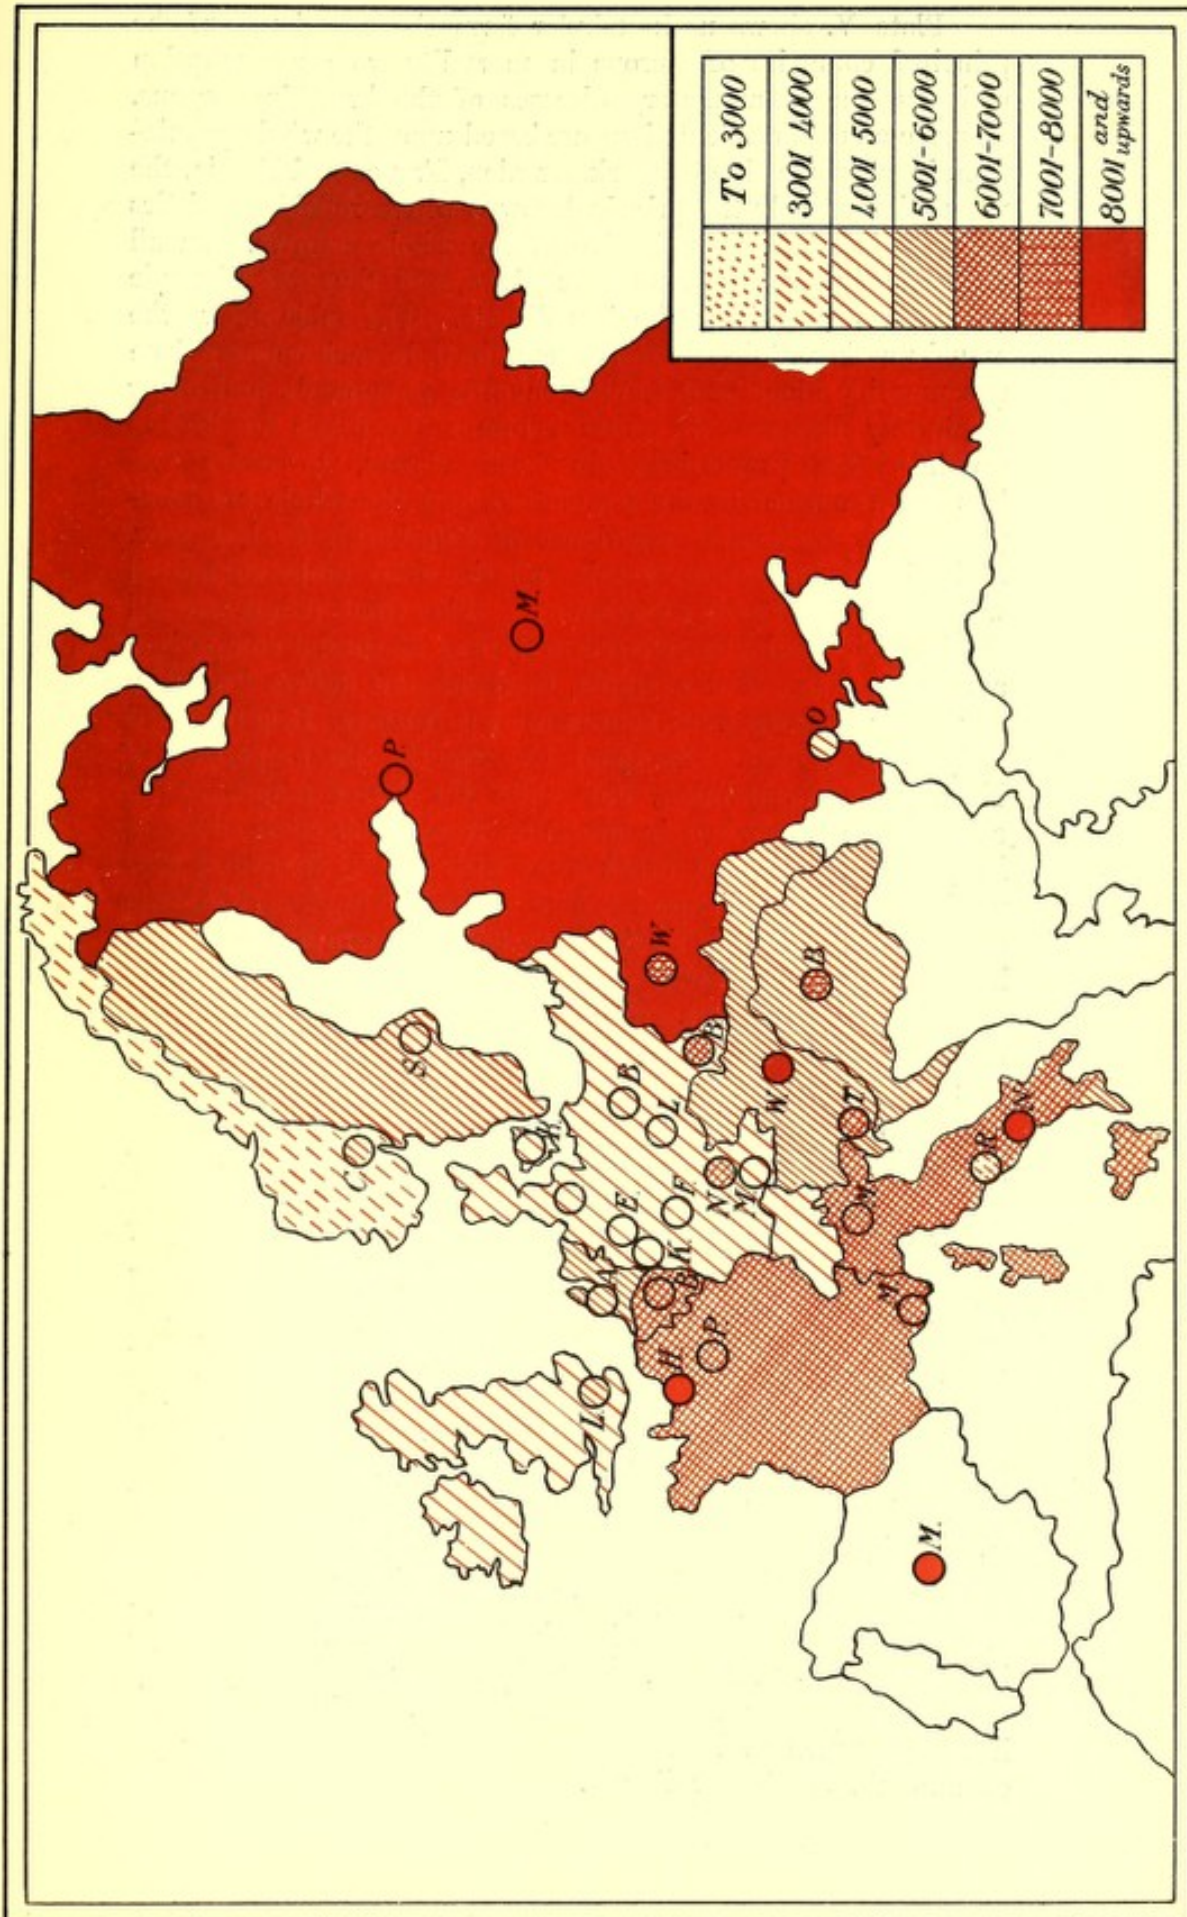 To 3000
3001 4000
4001 5000
5001-6000
6001-7000
7001-8000
8001 and upwards
M.
P.
O
W.
B
S
B
B
L
W
T
C
K.
N
M
E.
F.
K.
A
S
B
M
R
N
M
P
H
L.
M.